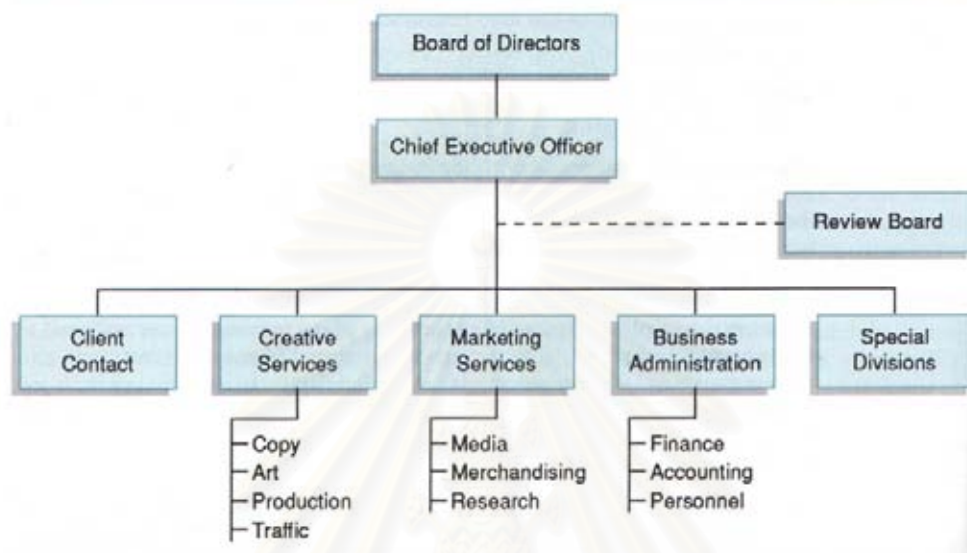 Board of Directors
Chief Executive Officer
Review Board
Client
Contact
Creative
Services
Marketing
Services
Business
Administration
Special
Divisions
Copy
Art
Production
Traffic
Media
Merchandising
Research
Finance
Accounting
Personnel